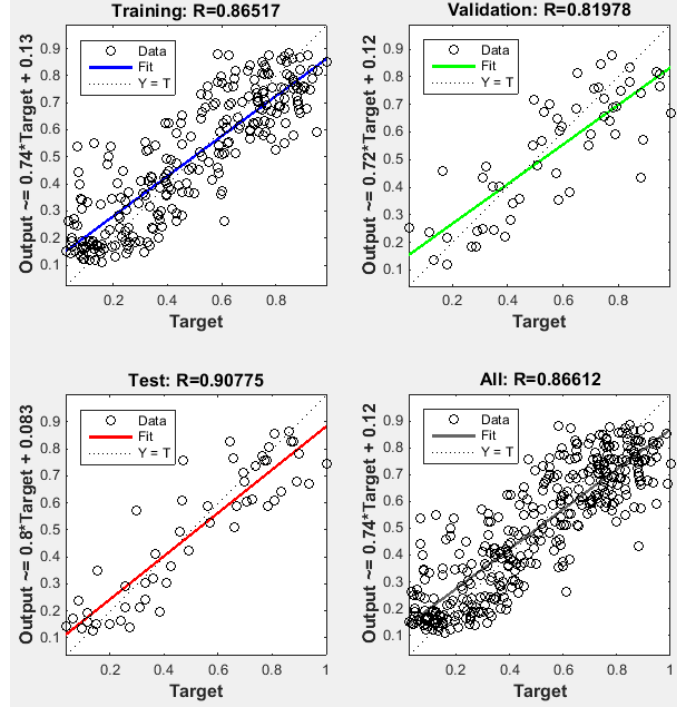 Training: R=0.86517
Output ~= 0.74*Target + 0.13
0.9
0.8
0.7
0.6
0.5
0.4
0.3
0.2
0.1
Data
Fit
Y = T
0.2 0.4 0.6 0.8
Target
Validation: R=0.81978
Output ~= 0.72*Target + 0.12
0.9
0.8
0.7
0.6
0.5
0.4
0.3
0.2
0.1
Data
Fit
Y = T
0.2 0.4 0.6 0.8
Target
Test: R=0.90775
Output ~= 0.8*Target + 0.083
0.9
0.8
0.7
0.6
0.5
0.4
0.3
0.2
0.1
Data
Fit
Y = T
0.2 0.4 0.6 0.8 1
Target
All: R=0.86612
Output ~= 0.74*Target + 0.12
0.9
0.8
0.7
0.6
0.5
0.4
0.3
0.2
0.1
Data
Fit
Y = T
0.2 0.4 0.6 0.8 1
Target